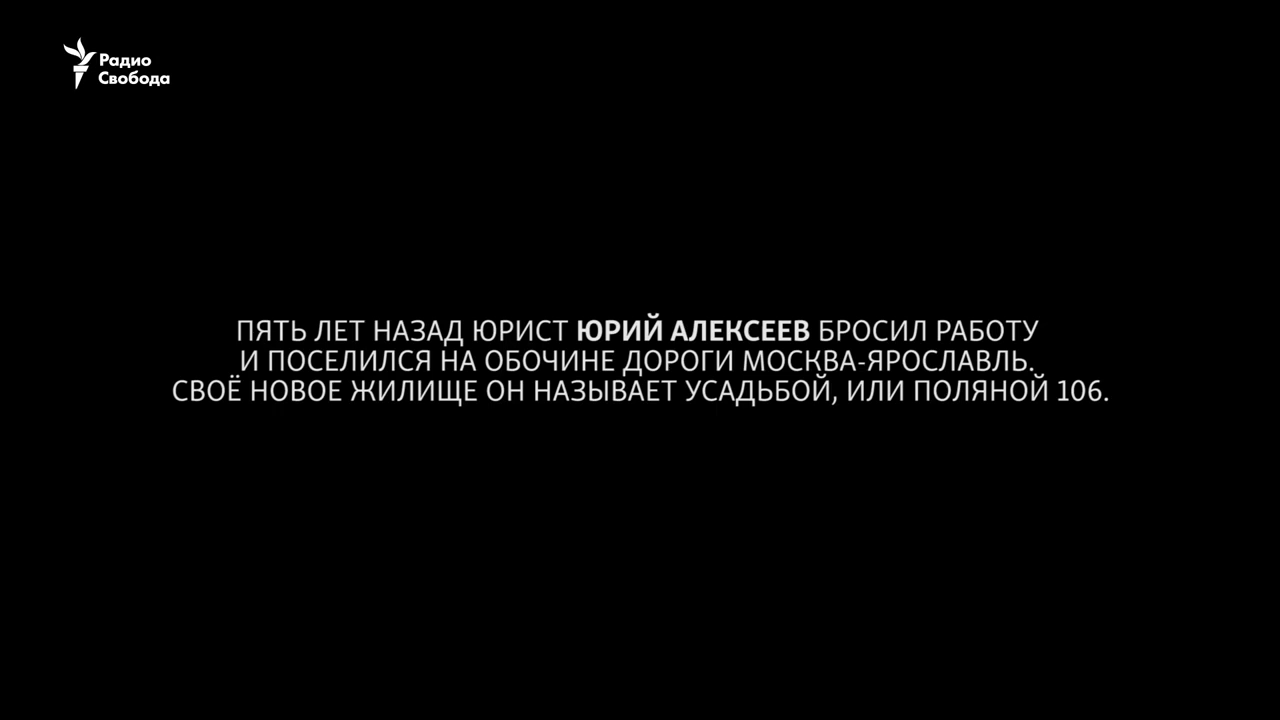 Радио
Свобода
ПЯТЬ ЛЕТ НАЗАД ЮРИСТ ЮРИЙ АЛЕКСЕЕВ БРОСИЛ РАБОТУ
И ПОСЕЛИЛСЯ НА ОБОЧИНЕ ДОРОГИ МОСКВА-ЯРОСЛАВЛЬ.
СВОЁ НОВОЕ ЖИЛИЩЕ ОН НАЗЫВАЕТ УСАДЬБОЙ, ИЛИ ПОЛЯНОЙ 106.